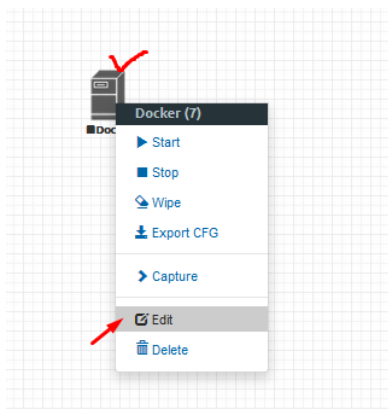 Doc
Docker (7)
Start
Stop
Wipe
Export CFG
Capture
Edit
Delete